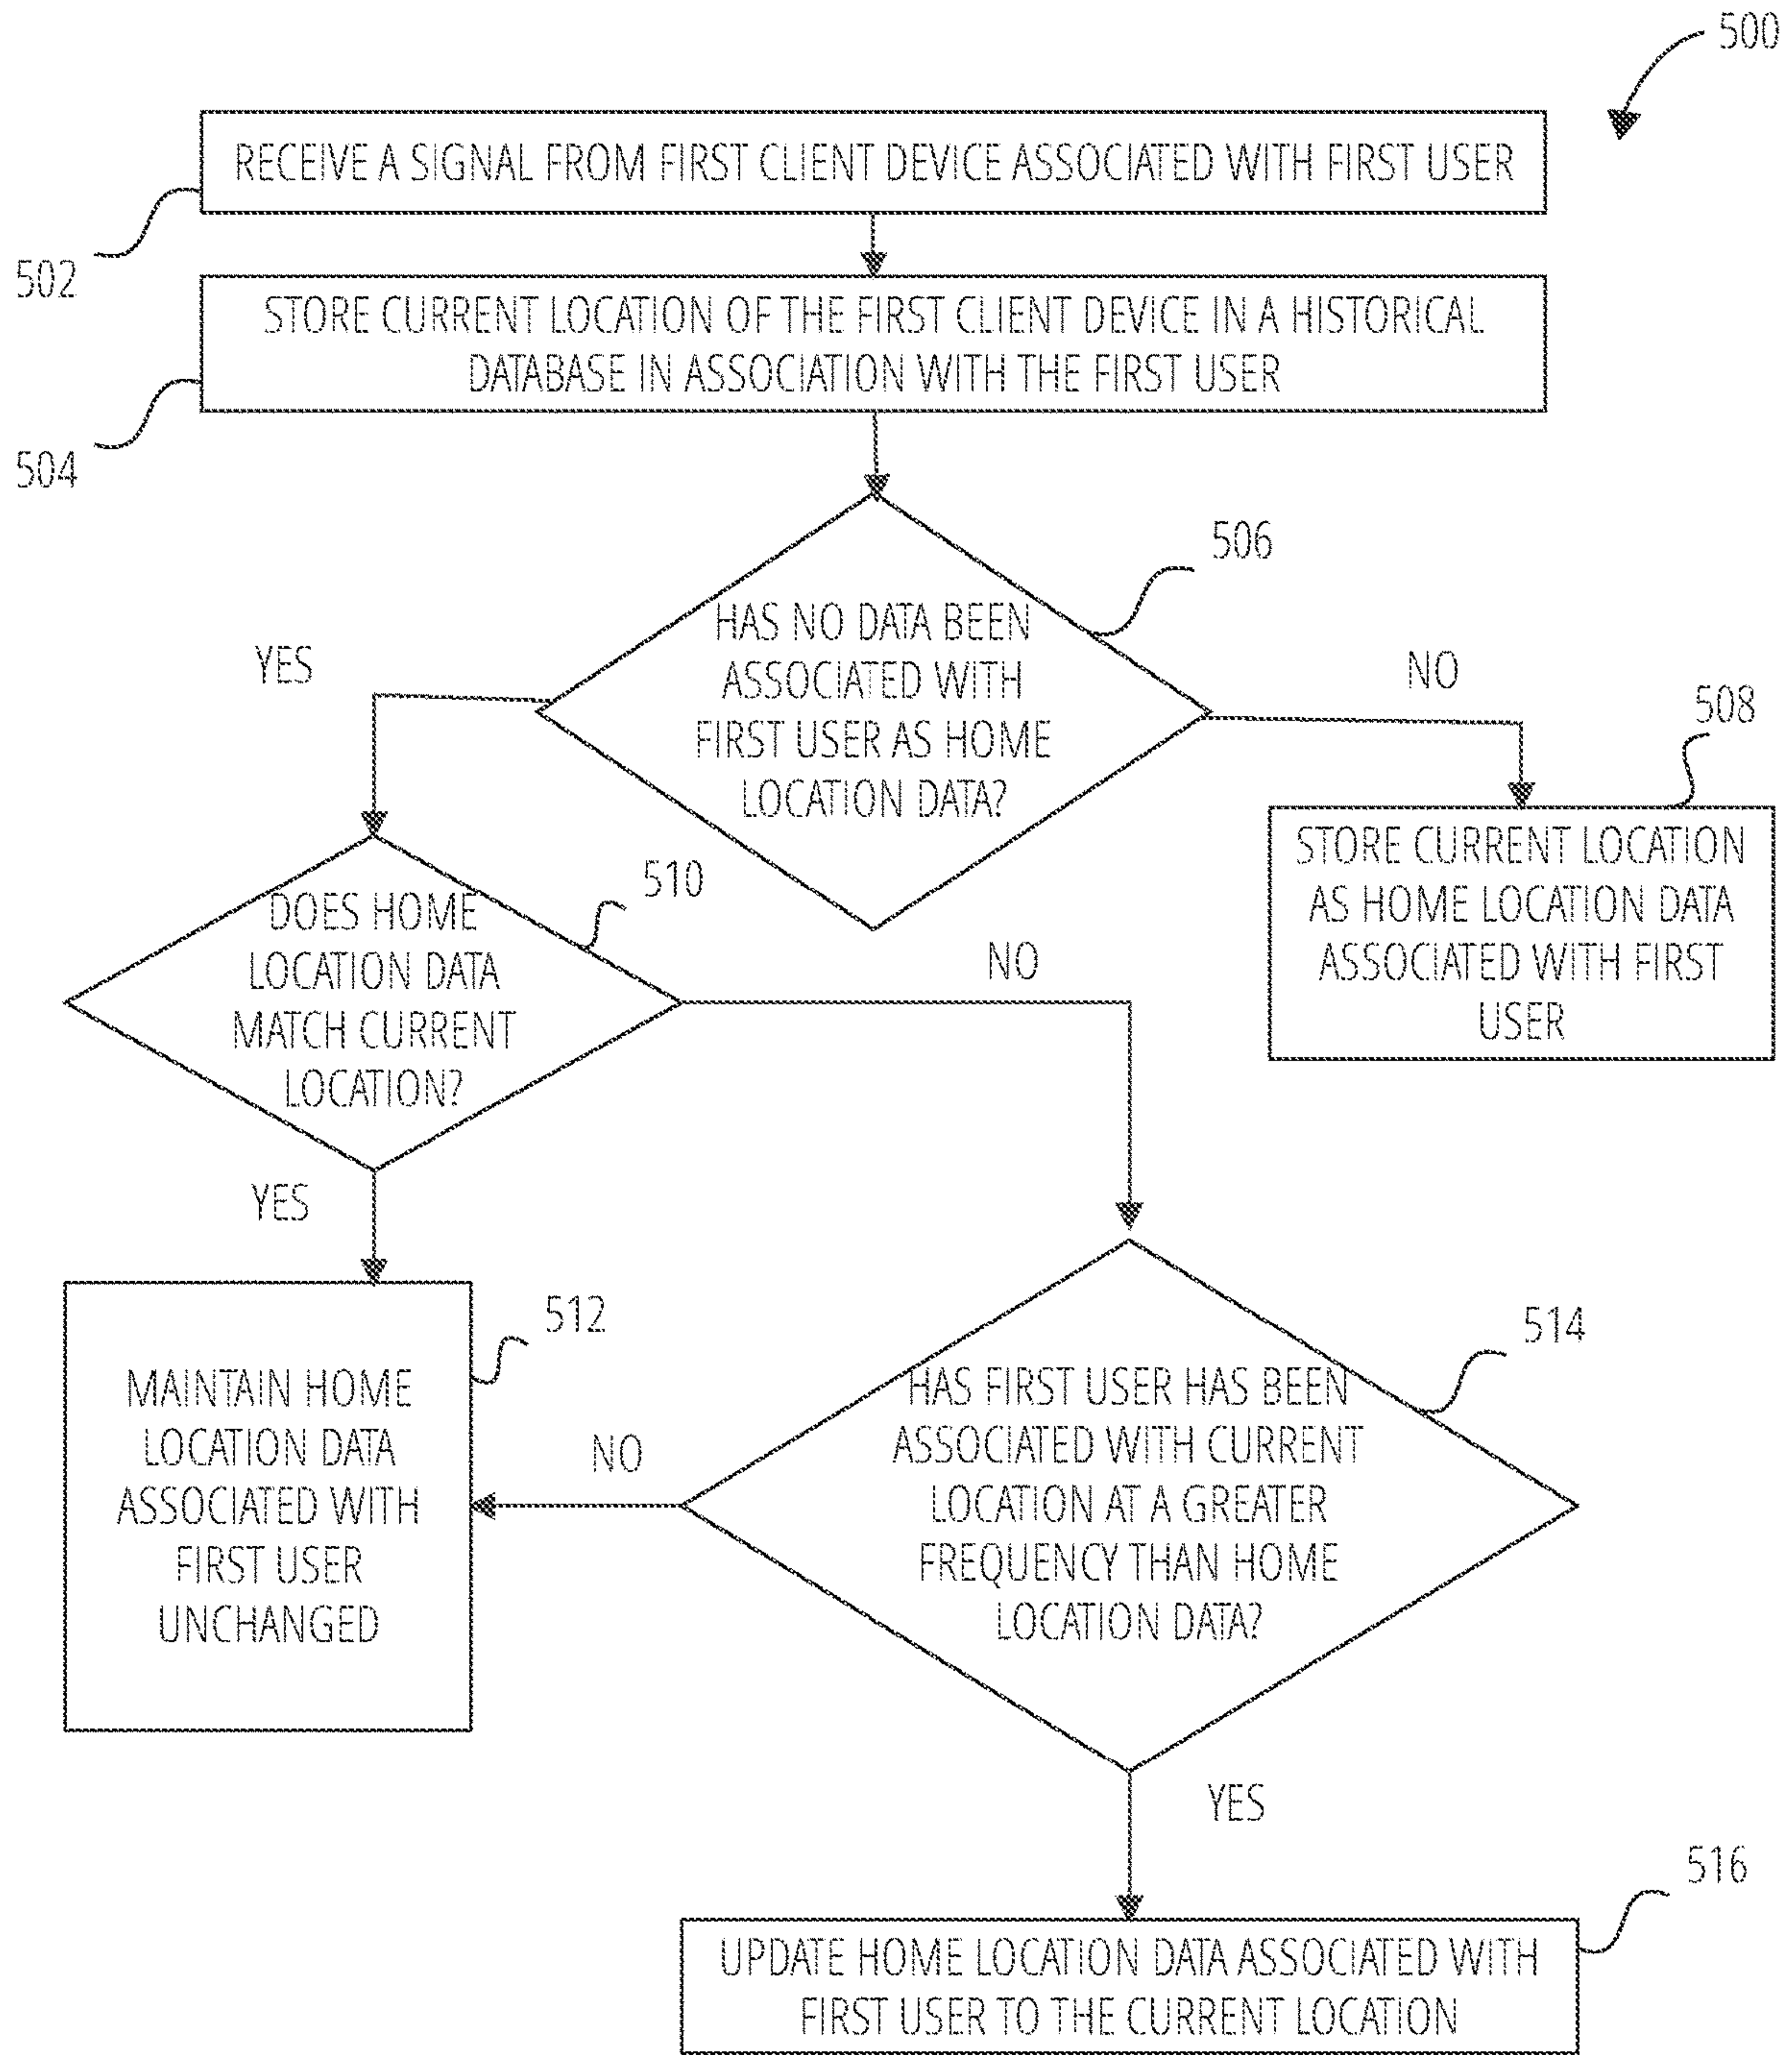 500
RECEIVE A SIGNAL FROM FIRST CLIENT DEVICE ASSOCIATED WITH FIRST USER
502
STORE CURRENT LOCATION OF THE FIRST CLIENT DEVICE IN A HISTORICAL
DATABASE IN ASSOCIATION WITH THE FIRST USER
504
506
HAS NO DATA BEEN
ASSOCIATED WITH
FIRST USER AS HOME
LOCATION DATA?
YES
NO
508
STORE CURRENT LOCATION
AS HOME LOCATION DATA
ASSOCIATED WITH FIRST
USER
510
DOES HOME
LOCATION DATA
MATCH CURRENT
LOCATION?
NO
YES
512
MAINTAIN HOME
LOCATION DATA
ASSOCIATED WITH
FIRST USER
UNCHANGED
514
HAS FIRST USER HAS BEEN
ASSOCIATED WITH CURRENT
LOCATION AT A GREATER
FREQUENCY THAN HOME
LOCATION DATA?
NO
YES
516
UPDATE HOME LOCATION DATA ASSOCIATED WITH
FIRST USER TO THE CURRENT LOCATION